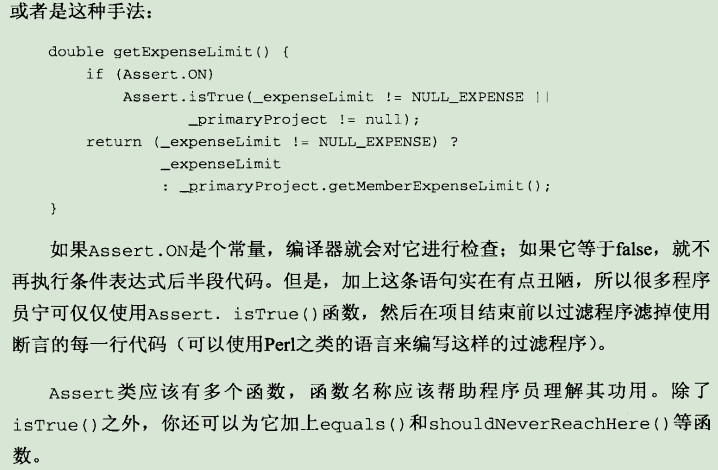 或者是这种手法：
double getExpenseLimit() {
if (Assert.ON)
Assert.isTrue(_expenseLimit != NULL_EXPENSE ||
_primaryProject != null);
return (_expenseLimit != NULL_EXPENSE) ?
_expenseLimit
: _primaryProject.getMemberExpenseLimit();
}
如果Assert.ON是个常量，编译器就会对它进行检查；如果它等于false，就不
再执行条件表达式后半段代码。但是，加上这条语句实在有点丑陋，所以很多程序
员宁可仅仅使用Assert. isTrue()函数，然后在项目结束前以过滤程序滤掉使用
断言的每一行代码（可以使用Perl之类的语言来编写这样的过滤程序）。
Assert类应该有多个函数，函数名称应该帮助程序员理解其功用。除了
isTrue()之外，你还可以为它加上equals()和shouldNeverReachHere()等函
数。